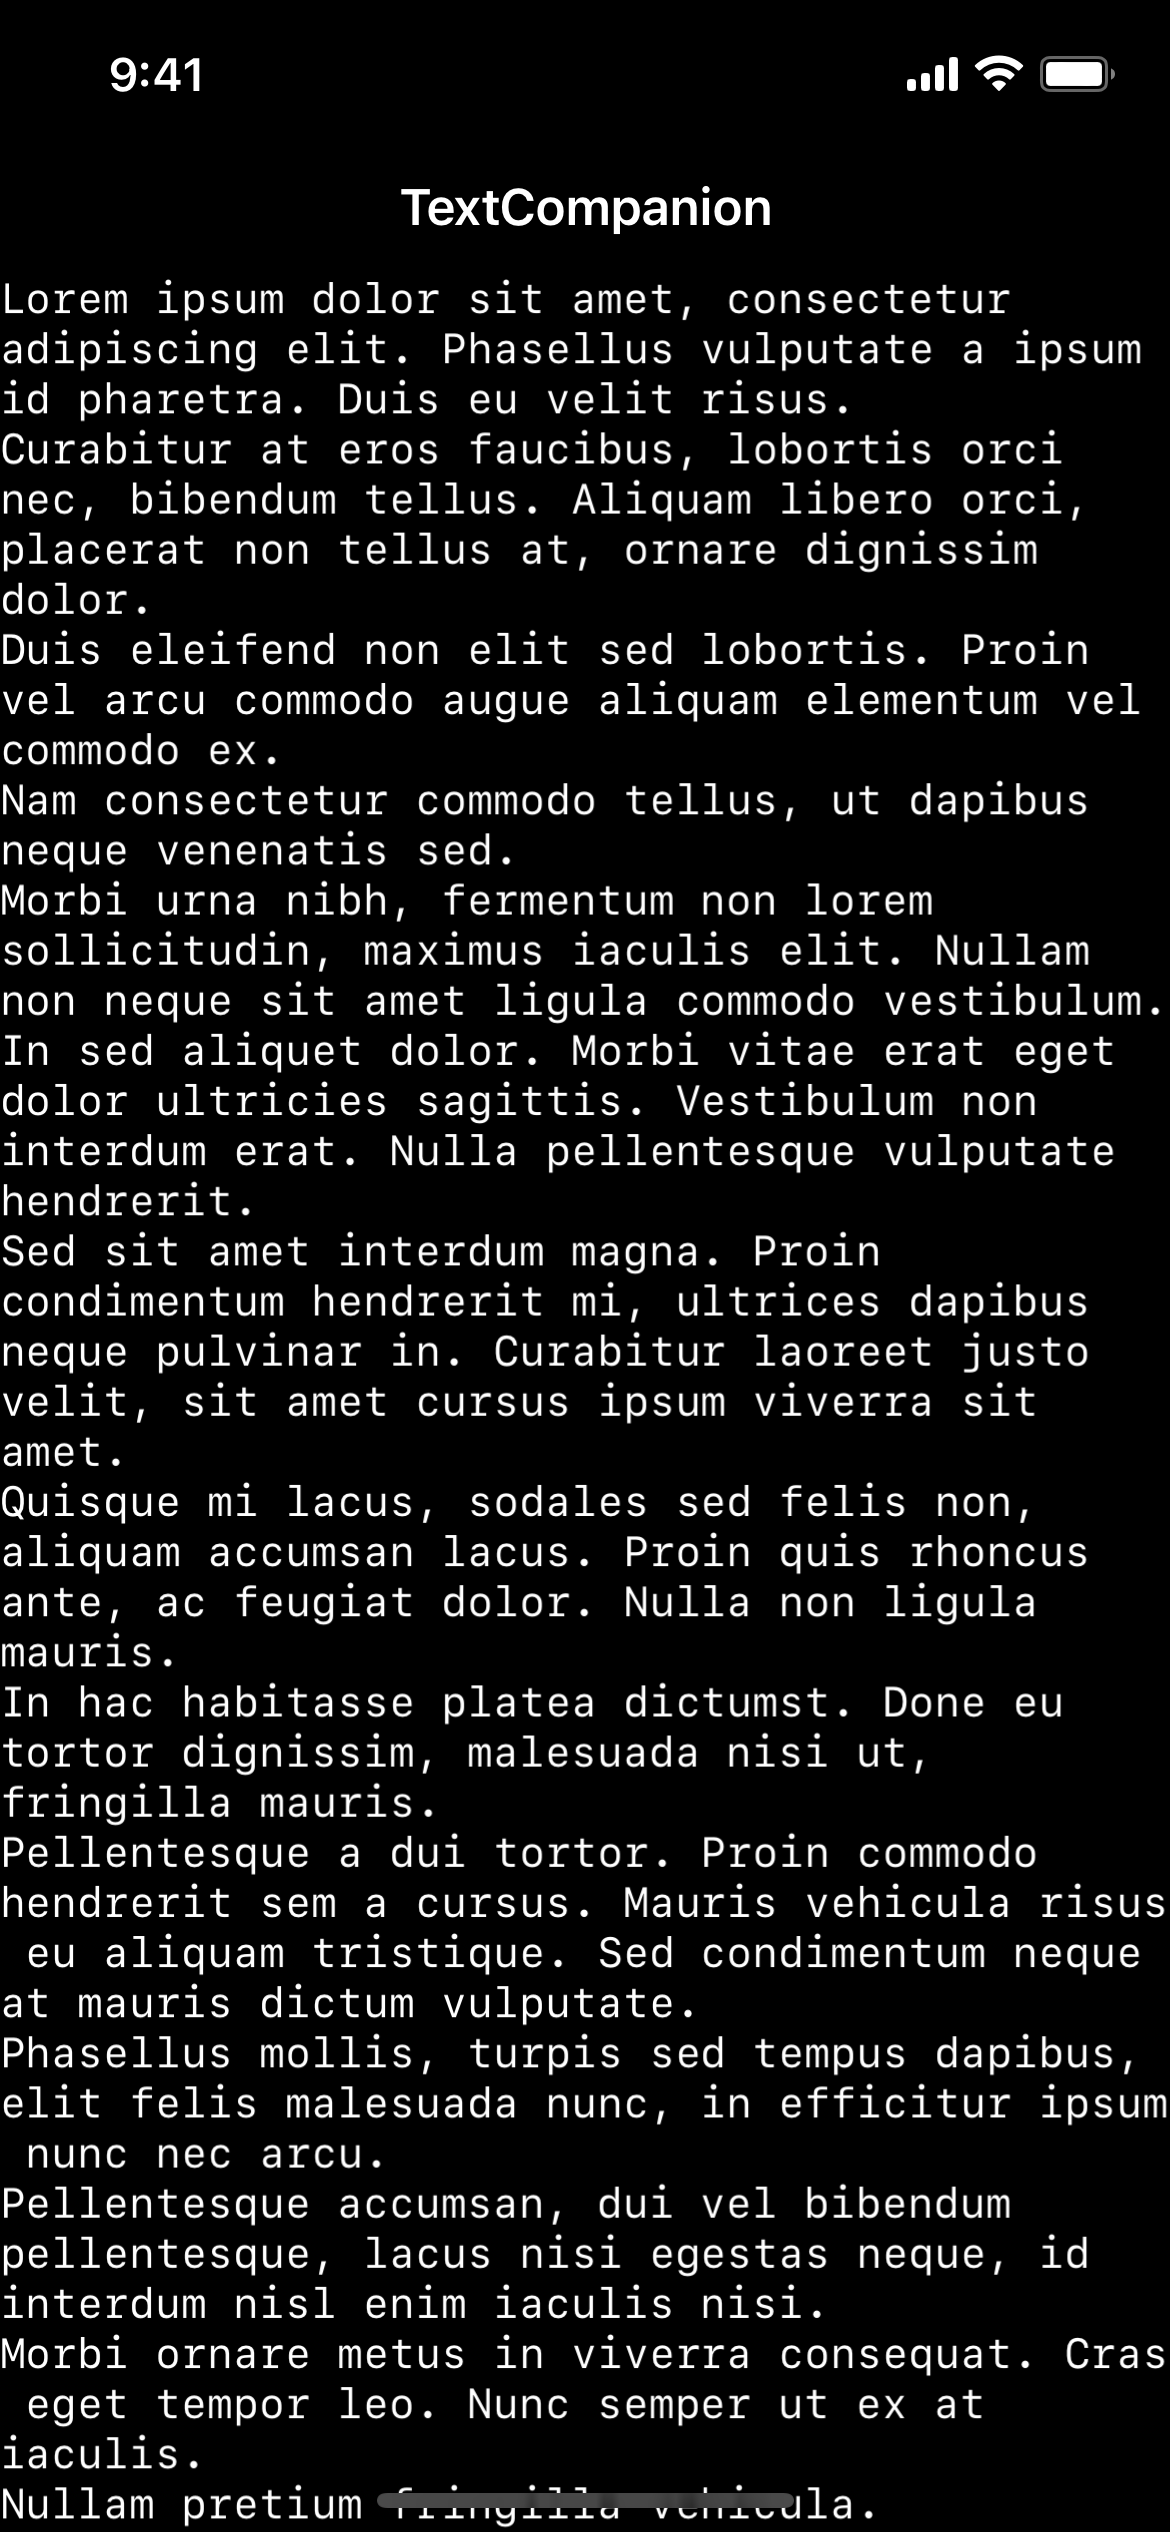 9:41
TextCompanion
Lorem ipsum dolor sit amet, consectetur
adipiscing elit. Phasellus vulputate a ipsum
id pharetra. Duis eu velit risus.
Curabitur at eros faucibus, lobortis orci
nec, bibendum tellus. Aliquam libero orci,
placerat non tellus at, ornare dignissim
dolor.
Duis eleifend non elit sed lobortis. Proin
vel arcu commodo augue aliquam elementum vel
commodo ex.
Nam consectetur commodo tellus, ut dapibus
neque venenatis sed.
Morbi urna nibh, fermentum non lorem
sollicitudin, maximus iaculis elit. Nullam
non neque sit amet ligula commodo vestibulum.
In sed aliquet dolor. Morbi vitae erat eget
dolor ultricies sagittis. Vestibulum non
interdum erat. Nulla pellentesque vulputate
hendrerit.
Sed sit amet interdum magna. Proin
condimentum hendrerit mi, ultrices dapibus
neque pulvinar in. Curabitur laoreet justo
velit, sit amet cursus ipsum viverra sit
amet.
Quisque mi lacus, sodales sed felis non,
aliquam accumsan lacus. Proin quis rhoncus
ante, ac feugiat dolor. Nulla non ligula
mauris.
In hac habitasse platea dictumst. Done eu
tortor dignissim, malesuada nisi ut,
fringilla mauris.
Pellentesque a dui tortor. Proin commodo
hendrerit sem a cursus. Mauris vehicula risus
eu aliquam tristique. Sed condimentum neque
at mauris dictum vulputate.
Phasellus mollis, turpis sed tempus dapibus,
elit felis malesuada nunc, in efficitur ipsum
nunc nec arcu.
Pellentesque accumsan, dui vel bibendum
pellentesque, lacus nisi egestas neque, id
interdum nisl enim iaculis nisi.
Morbi ornare metus in viverra consequat. Cras
eget tempor leo. Nunc semper ut ex at
iaculis.
Nullam pretium fringilla vehicula.